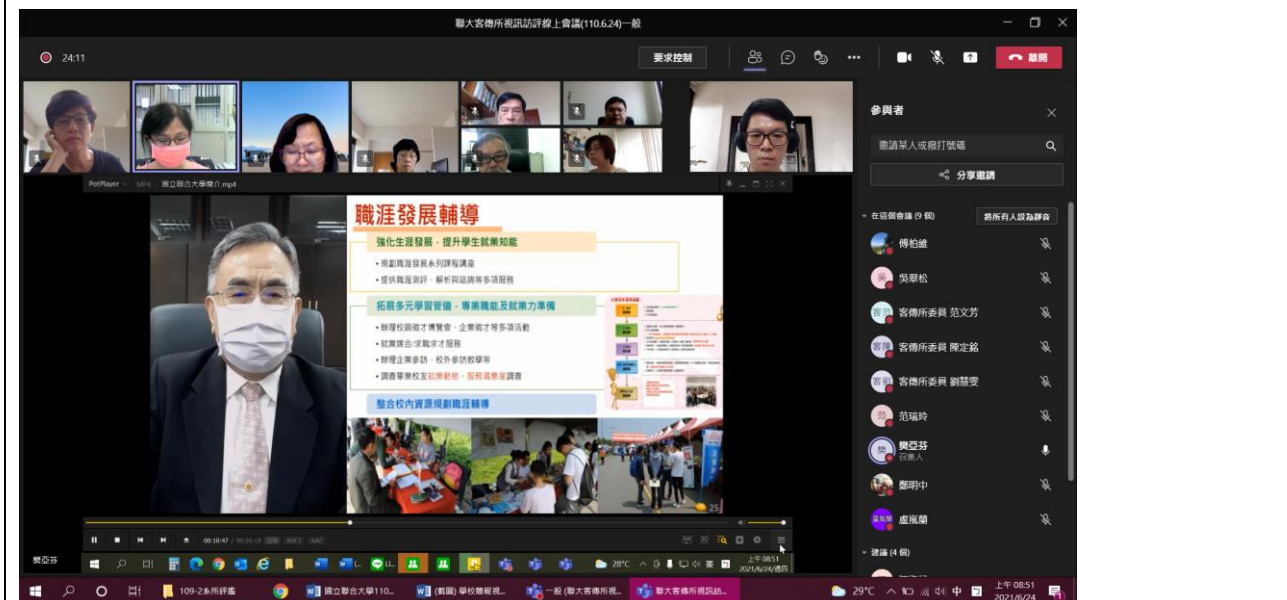 聯大客傳所視訊訪評線上會議(110.6.24)一般
24:11
要求控制
離開
PotPlayer
MP4
國立聯合大學簡介.mp4
職涯發展輔導
強化生涯發展，提升學生就業知能
•規劃職涯發展系列課程講座
•提供職涯測評、解析與諮詢等多項服務
拓展多元學習管道，專業職能及就業力準備
•辦理校園徵才博覽會、企業徵才等多項活動
•就業媒合/求職求才服務
•辦理企業參訪、校外參訪教學等
•調查畢業校友就業動態、服務滿意度調查
整合校內資源規劃職涯輔導
25
00:10:47
S/W
AVC1
AAC
樊亞芬
28°C
英
上午 08:51
2021/6/24/週四
參與者
邀請某人或撥打號碼
分享邀請
在這個會議 (9 個)
將所有人設為靜音
傅柏維
吳翠松
客傳所委員 范文芳
客傳所委員 陳定銘
客傳所委員 劉慧雯
范瑞玲
樊亞芬
召集人
鄭明中
盧嵐蘭
建議 (4 個)
109-2系所評鑑
國立聯合大學110...
(截圖) 學校簡報視...
一般 (聯大客傳所視...
聯大客傳所視訊訪...
29°C
中
上午 08:51
2021/6/24